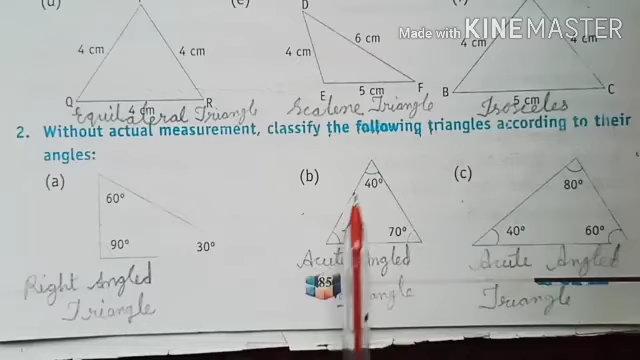 (d)
(e)
D
Made with KINEMASTER
4 cm
4 cm
4 cm
6 cm
4 cm
4 cm
Q
4 cm
R
E
5 cm
F
B
5 cm
C
Equilateral Triangle
Scalene Triangle
Isosceles
2. Without actual measurement, classify the following triangles according to their
angles:
(a)
(b)
(c)
60°
40°
80°
90°
30°
70°
40°
60°
Right Angled
Triangle
Acute Angled
Acute Angled
Triangle
85